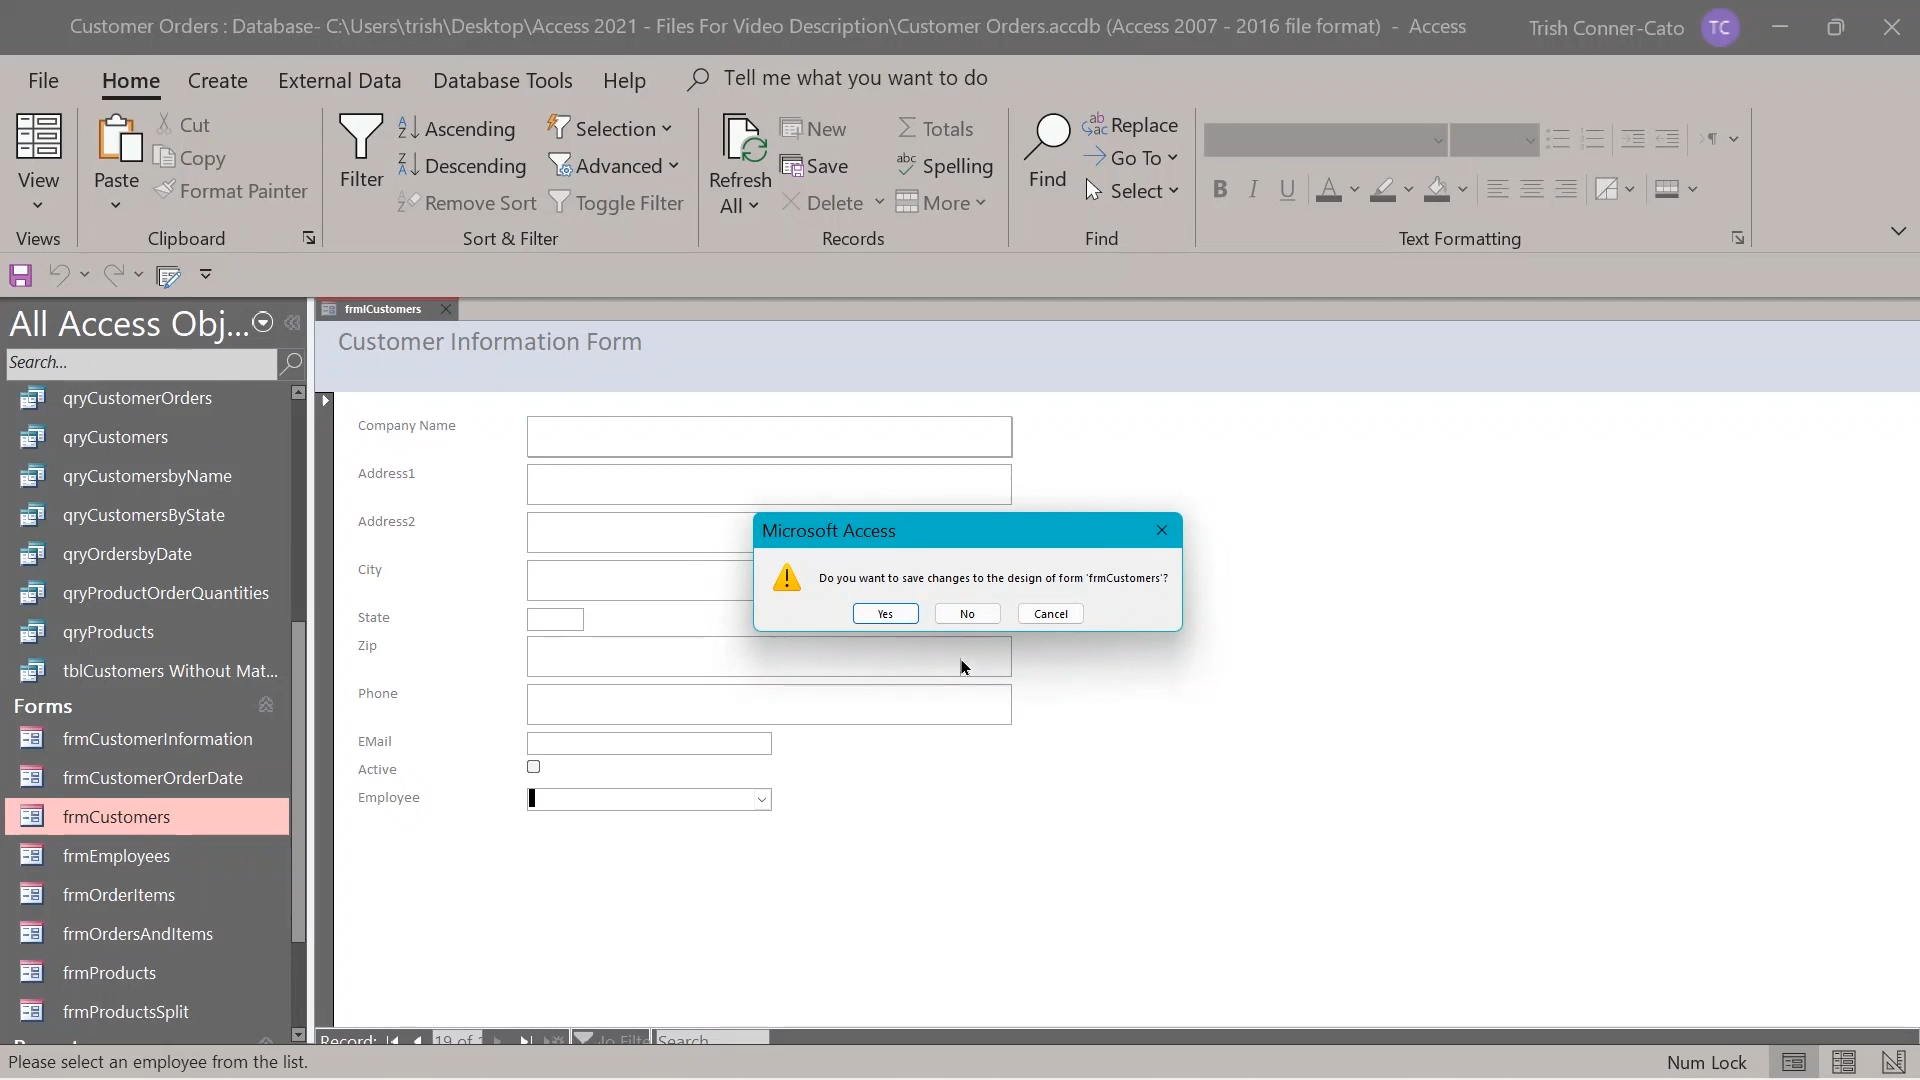 Customer Orders : Database- C:\Users\trish\Desktop\Access 2021 - Files For Video Description\Customer Orders.accdb (Access 2007 - 2016 file format) - Access
Trish Conner-Cato TC
File Home Create External Data Database Tools Help Tell me what you want to do
View
Views
Paste
Cut
Copy
Format Painter
Clipboard
Filter
Ascending
Descending
Remove Sort
Selection
Advanced
Toggle Filter
Sort & Filter
Refresh
All
New
Save
Delete
Totals
Spelling
More
Records
Find
Replace
Go To
Select
Find
B I U A
Text Formatting
All Access Obj...
Search...
qryCustomerOrders
qryCustomers
qryCustomersbyName
qryCustomersByState
qryOrdersbyDate
qryProductOrderQuantities
qryProducts
tblCustomers Without Mat...
Forms
frmCustomerInformation
frmCustomerOrderDate
frmCustomers
frmEmployees
frmOrderItems
frmOrdersAndItems
frmProducts
frmProductsSplit
frmlCustomers
Customer Information Form
Company Name
Address1
Address2
City
State
Zip
Phone
EMail
Active
Employee
Microsoft Access
Do you want to save changes to the design of form 'frmCustomers'?
Yes No Cancel
Record: 19 of Search
Please select an employee from the list.
Num Lock